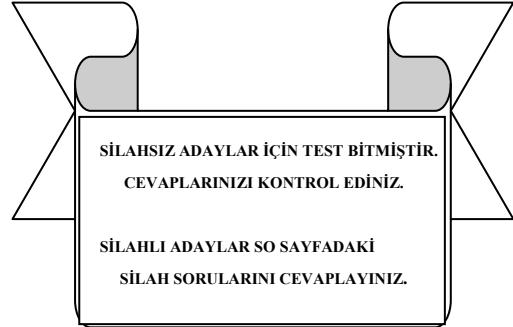 SİLAHSIZ ADAYLAR İÇİN TEST BİTMİŞTİR.
CEVAPLARINIZI KONTROL EDİNİZ.
SİLAHLI ADAYLAR SO SAYFADAKİ
SİLAH SORULARINI CEVAPLAYINIZ.